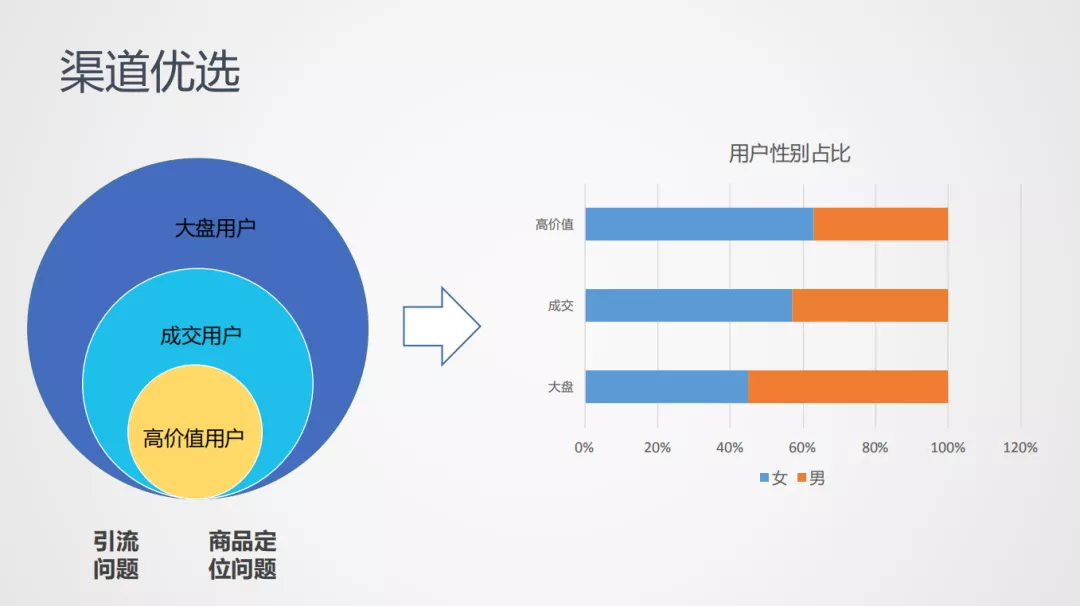 渠道优选
大盘用户
成交用户
高价值用户
引流
问题
商品定
位问题
用户性别占比
高价值
成交
大盘
0% 20% 40% 60% 80% 100% 120%
女 男